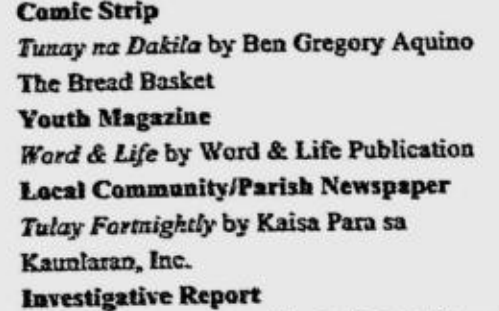 Comic Strip
Tunay na Dakila by Ben Gregory Aquino
The Bread Basket
Youth Magazine
Word & Life by Word & Life Publication
Local Community/Parish Newspaper
Tulay Fortnightly by Kaisa Para sa
Kaunlaran, Inc.
Investigative Report